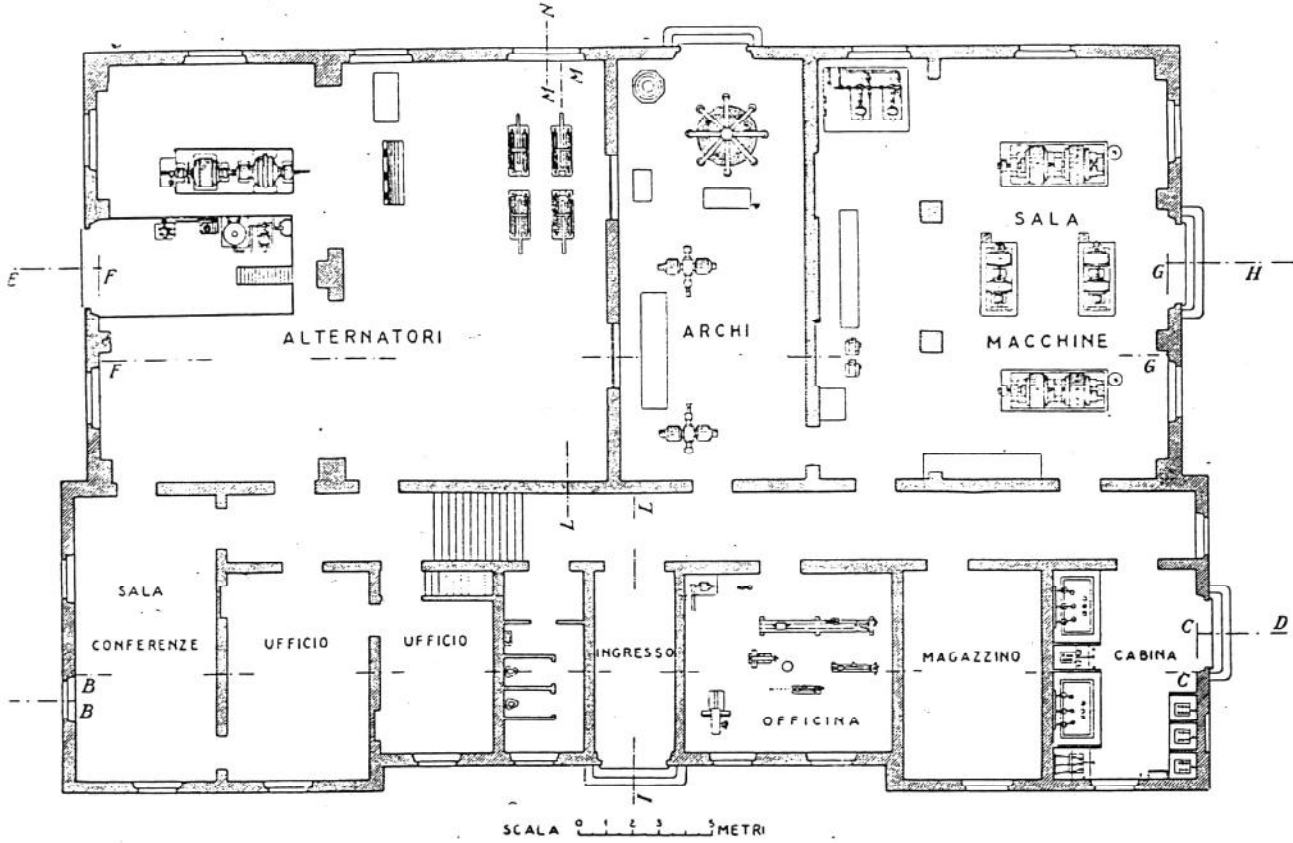 N
M
M
SALA
E
F
G
H
ALTERNATORI
ARCHI
MACCHINE
F
G
L
L
SALA
CONFERENZE
UFFICIO
UFFICIO
INGRESSO
MAGAZZINO
CABINA
C
D
B
B
C
OFFICINA
I
SCALA 0 1 2 3 5 METRI